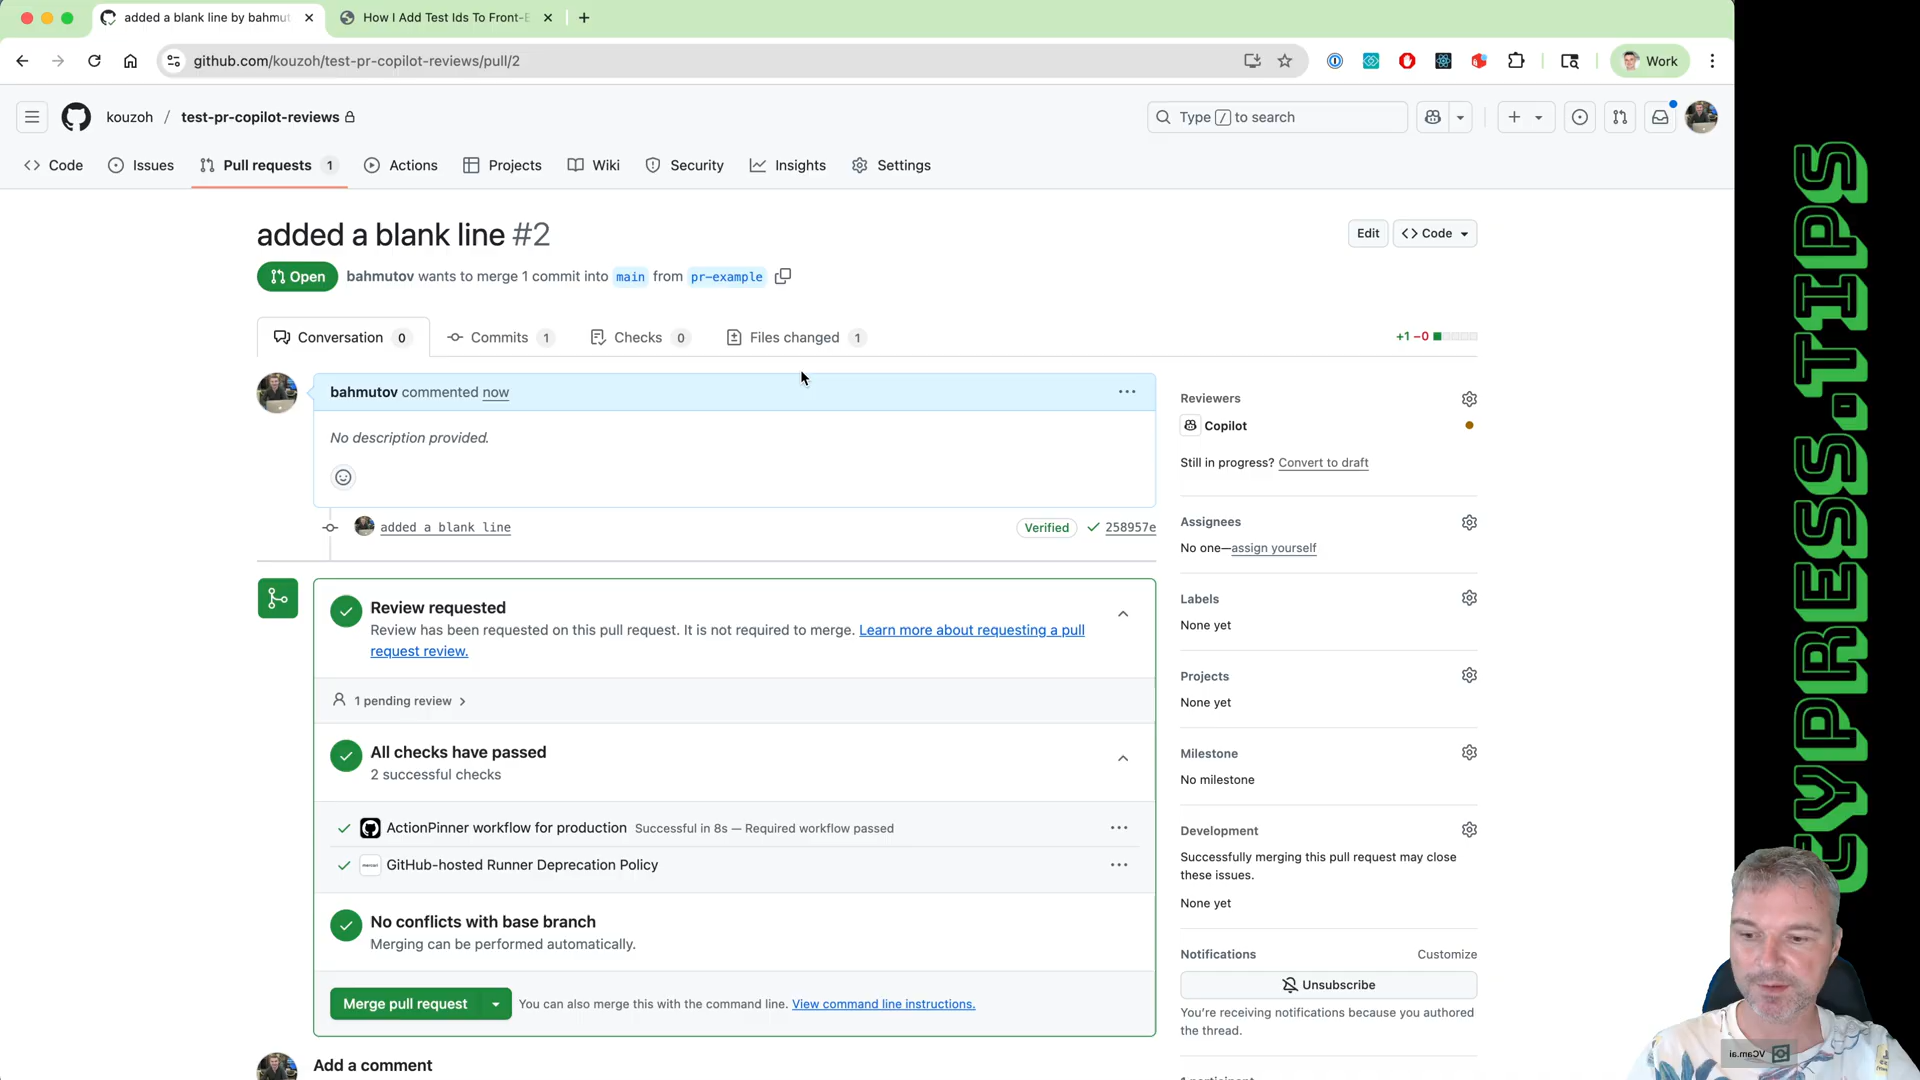 added a blank line by bahmut
How I Add Test Ids To Front-E
github.com/kouzoh/test-pr-copilot-reviews/pull/2
Work
kouzoh / test-pr-copilot-reviews
Type / to search
Code
Issues
Pull requests 1
Actions
Projects
Wiki
Security
Insights
Settings
added a blank line #2
Edit
<> Code
Open
bahmutov wants to merge 1 commit into main from pr-example
Conversation 0
Commits 1
Checks 0
Files changed 1
+1 −0
bahmutov commented now
No description provided.
added a blank line
Verified
258957e
Review requested
Review has been requested on this pull request. It is not required to merge. Learn more about requesting a pull
request review.
1 pending review
All checks have passed
2 successful checks
ActionPinner workflow for production Successful in 8s — Required workflow passed
GitHub-hosted Runner Deprecation Policy
No conflicts with base branch
Merging can be performed automatically.
Merge pull request
You can also merge this with the command line. View command line instructions.
Add a comment
Reviewers
Copilot
Still in progress? Convert to draft
Assignees
No one—assign yourself
Labels
None yet
Projects
None yet
Milestone
No milestone
Development
Successfully merging this pull request may close
these issues.
None yet
Notifications
Customize
Unsubscribe
You're receiving notifications because you authored
the thread.
CYPRESS.TIPS
VCam.ai